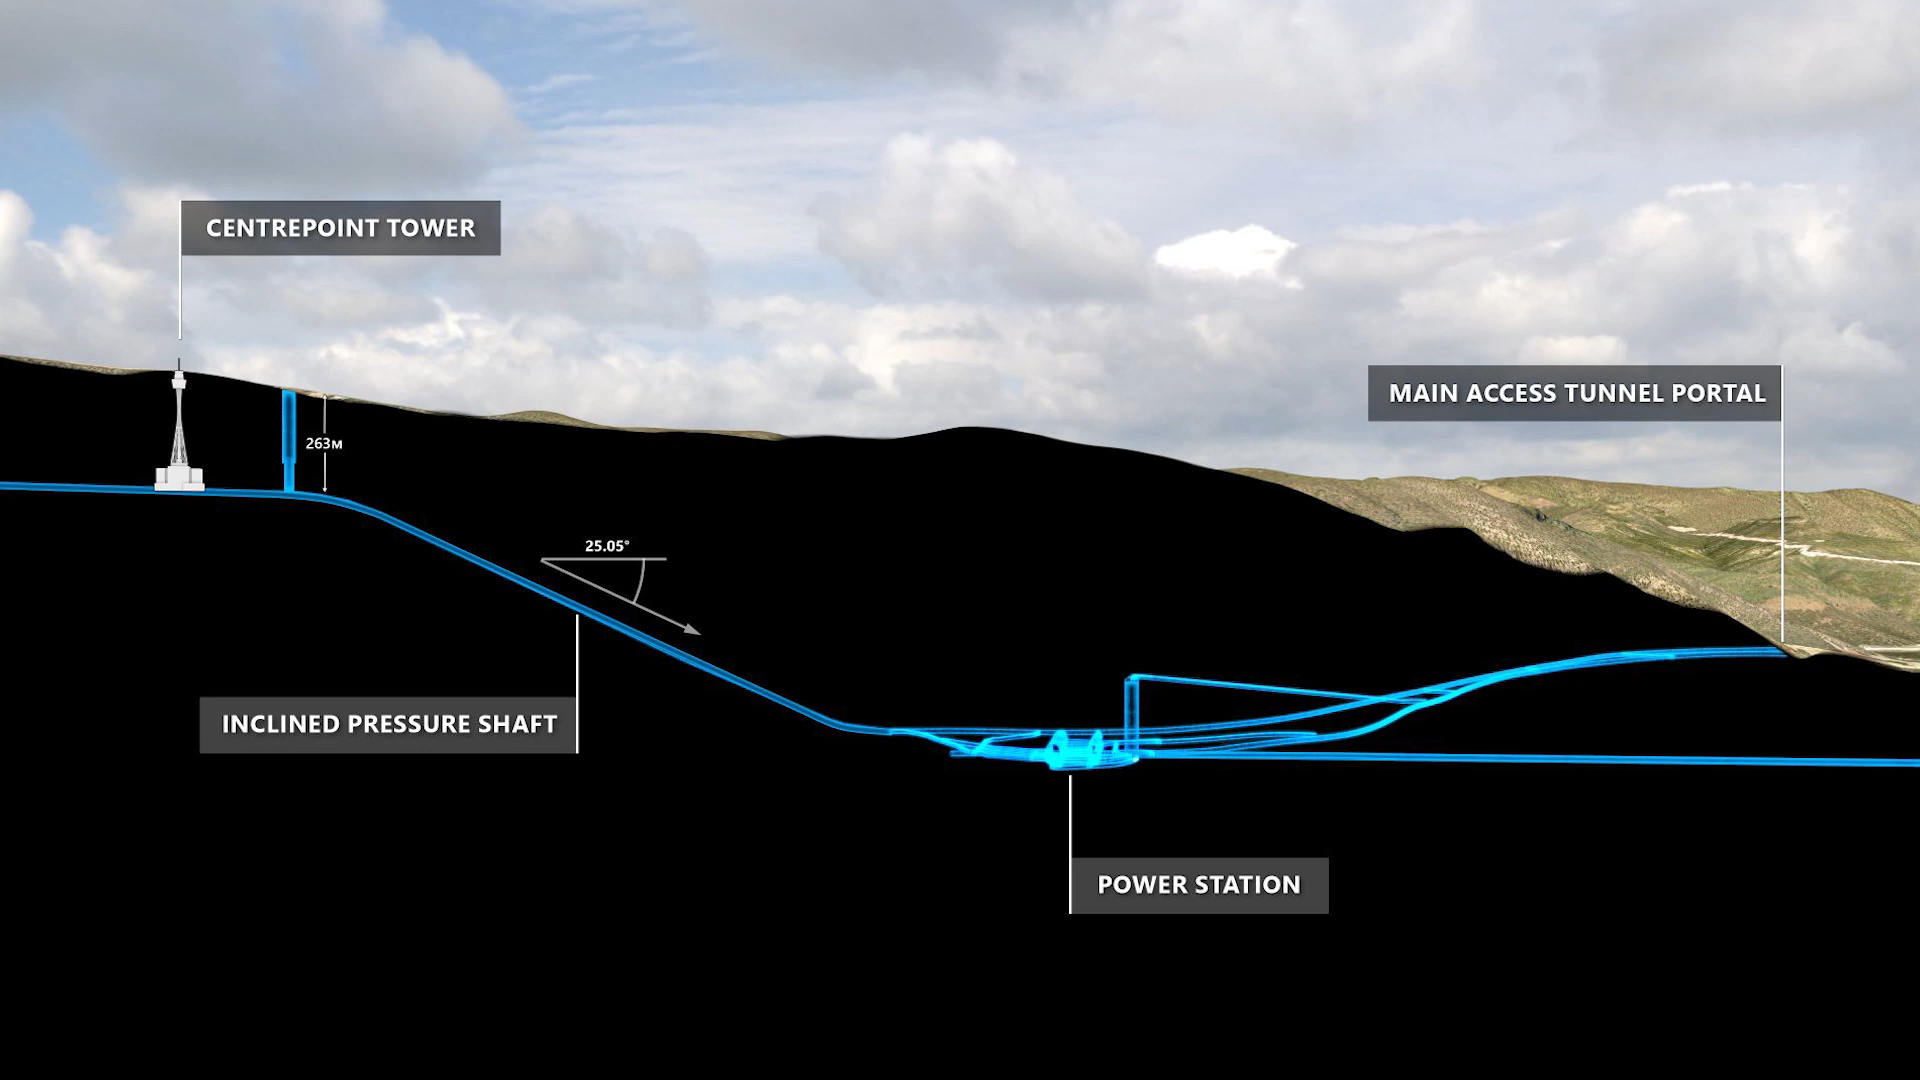 CENTREPOINT TOWER
MAIN ACCESS TUNNEL PORTAL
263M
25.05°
INCLINED PRESSURE SHAFT
POWER STATION